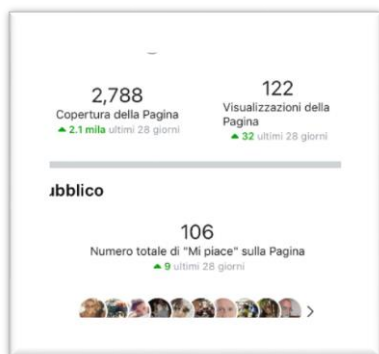 2,788
Copertura della Pagina
▲ 2.1 mila ultimi 28 giorni
122
Visualizzazioni della
Pagina
▲ 32 ultimi 28 giorni
ubblico
106
Numero totale di "Mi piace" sulla Pagina
▲ 9 ultimi 28 giorni